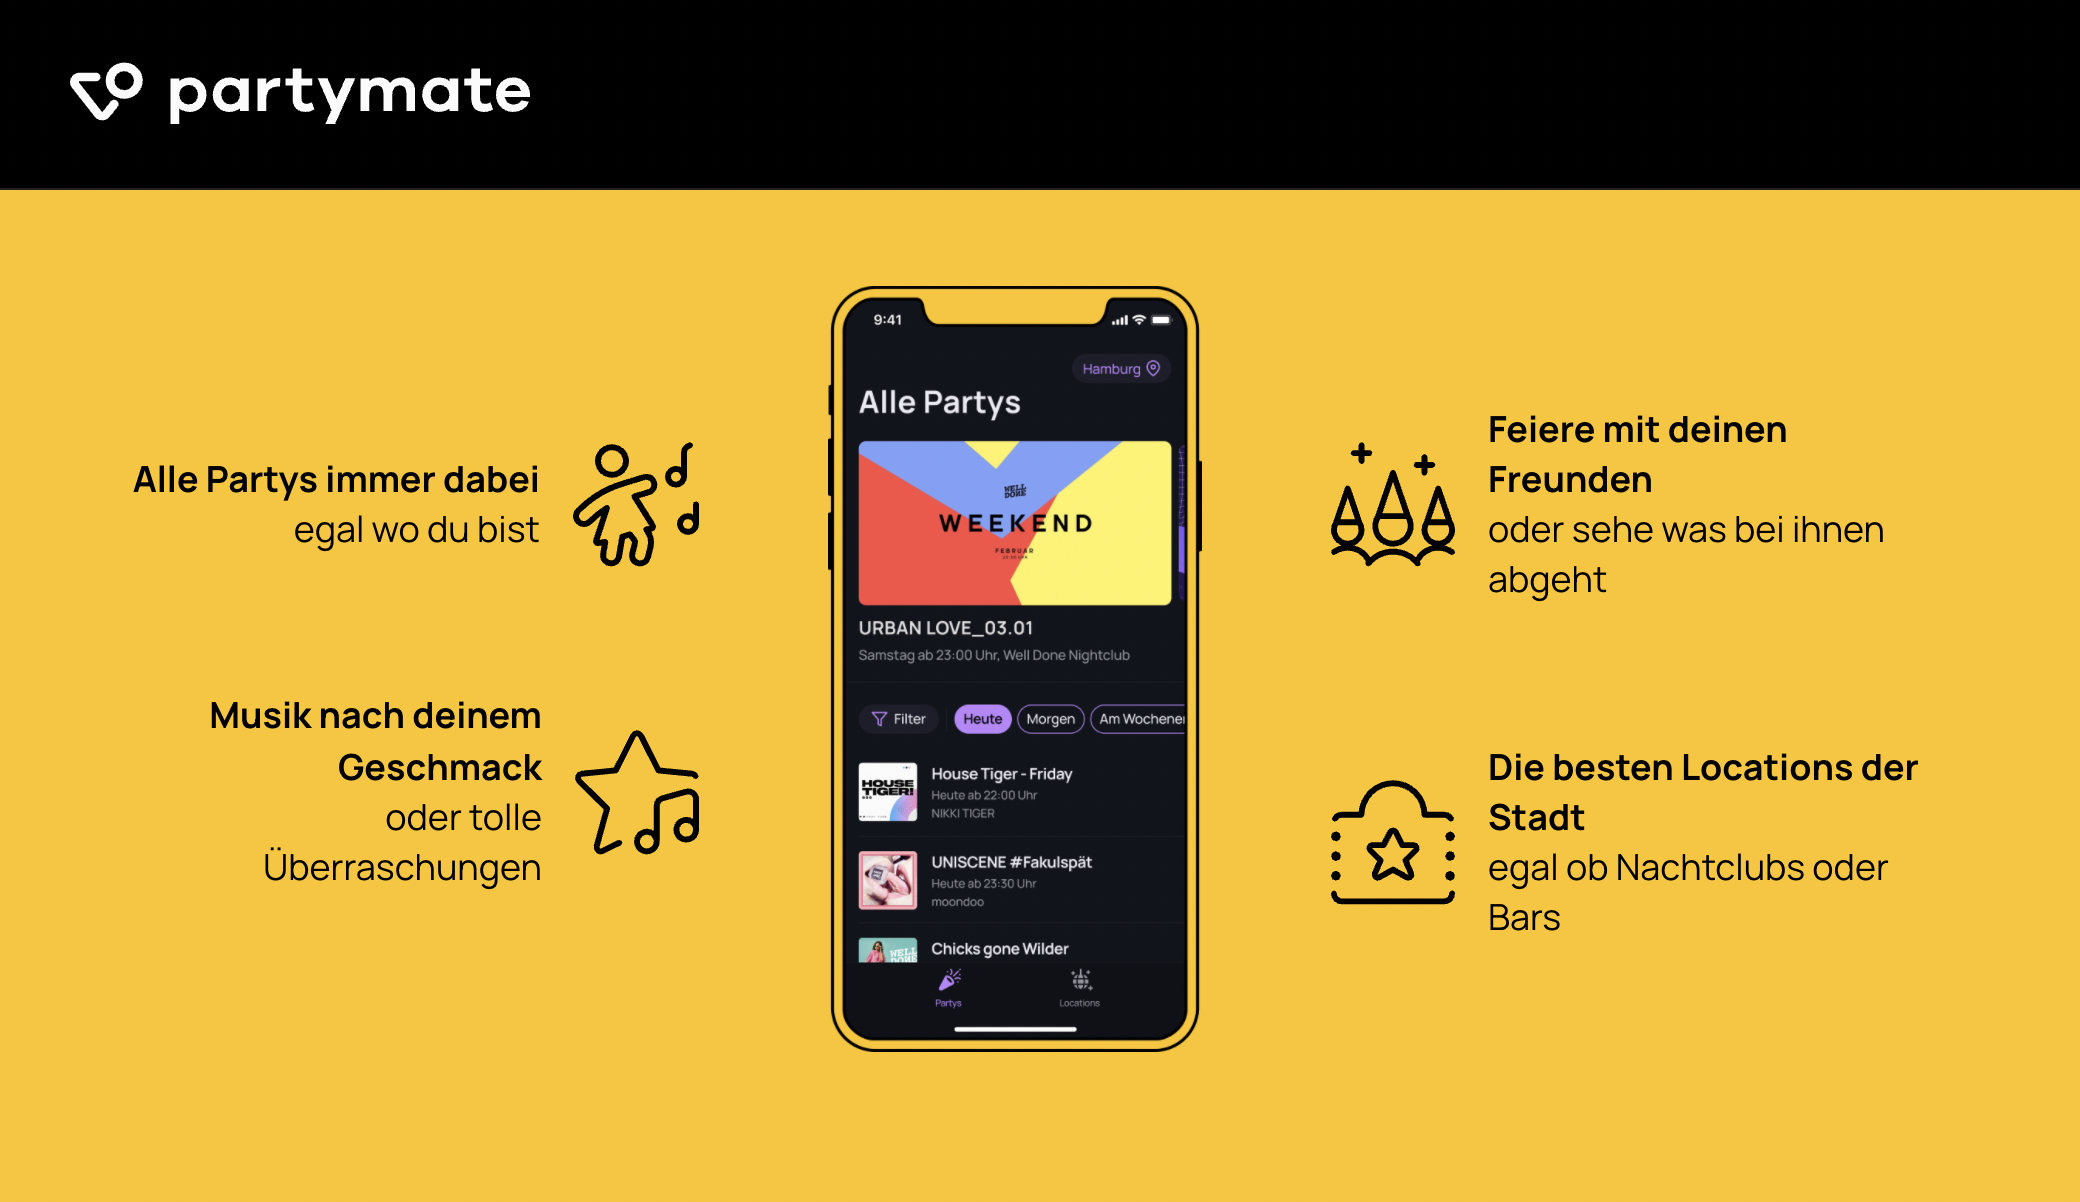 partymate
Alle Partys immer dabei
egal wo du bist
Musik nach deinem
Geschmack
oder tolle
Überraschungen
9:41
Hamburg
Alle Partys
WELL
DONE
WEEKEND
FEBRUAR
URBAN LOVE_03.01
Samstag ab 23:00 Uhr, Well Done Nightclub
Filter
Heute
Morgen
Am Wochene
HOUSE
TIGER!
House Tiger - Friday
Heute ab 22:00 Uhr
NIKKI TIGER
UNISCENE #Fakulspät
Heute ab 23:30 Uhr
moondoo
WELL
DONE
Chicks gone Wilder
Partys
Locations
Feiere mit deinen
Freunden
oder sehe was bei ihnen
abgeht
Die besten Locations der
Stadt
egal ob Nachtclubs oder
Bars